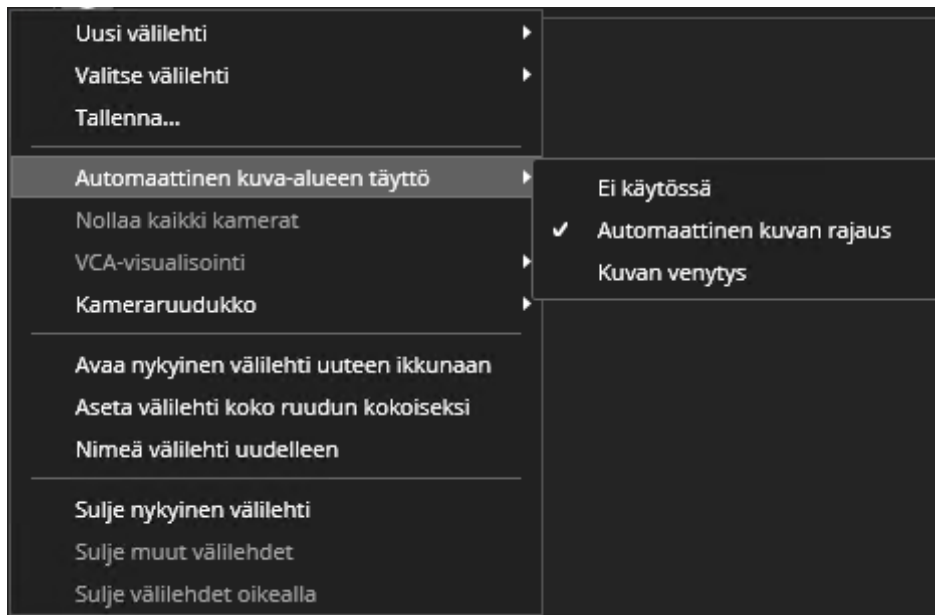 Uusi välilehti
Valitse välilehti
Tallenna...
Automaattinen kuva-alueen täyttö
Nollaa kaikki kamerat
VCA-visualisointi
Kameraruudukko
Avaa nykyinen välilehti uuteen ikkunaan
Aseta välilehti koko ruudun kokoiseksi
Nimeä välilehti uudelleen
Sulje nykyinen välilehti
Sulje muut välilehdet
Sulje välilehdet oikealla
Ei käytössä
Automaattinen kuvan rajaus
Kuvan venytys